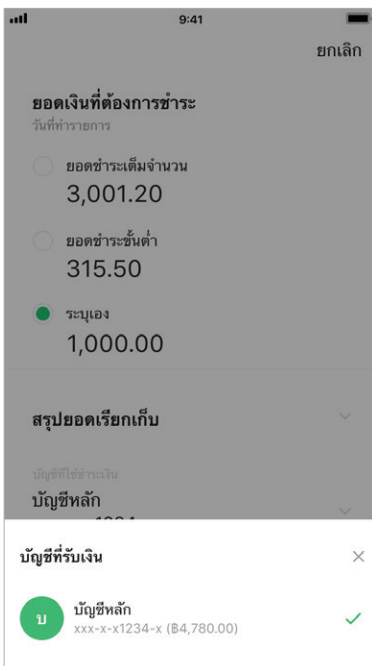 9:41
ยกเลิก
ยอดเงินที่ต้องการชำระ
วันที่ทำรายการ
ยอดชำระเต็มจำนวน
3,001.20
ยอดชำระขั้นต่ำ
315.50
ระบุเอง
1,000.00
สรุปยอดเรียกเก็บ
บัญชีที่ใช้ชำระเงิน
บัญชีหลัก
บัญชีที่รับเงิน
บ
บัญชีหลัก
xxx-x-x1234-x (฿4,780.00)